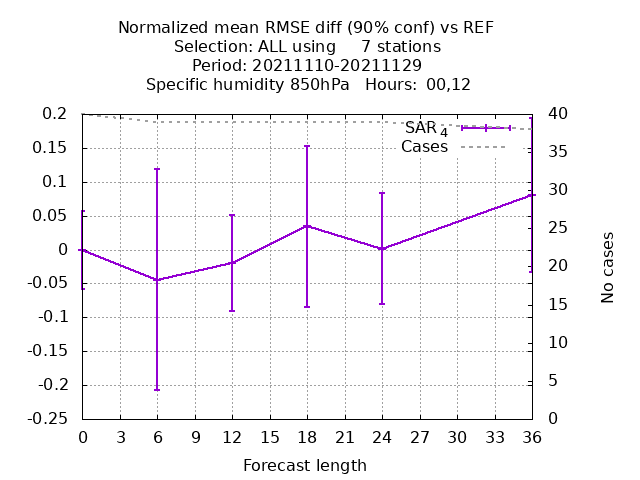 Normalized mean RMSE diff (90% conf) vs REF
Selection: ALL using     7 stations
Period: 20211110-20211129
Specific humidity 850hPa   Hours:  00,12
0.2
0.15
0.1
0.05
0
-0.05
-0.1
-0.15
-0.2
-0.25
SAR 4
Cases
40
35
30
25
20
15
10
5
0
No cases
0 3 6 9 12 15 18 21 24 27 30 33 36
Forecast length